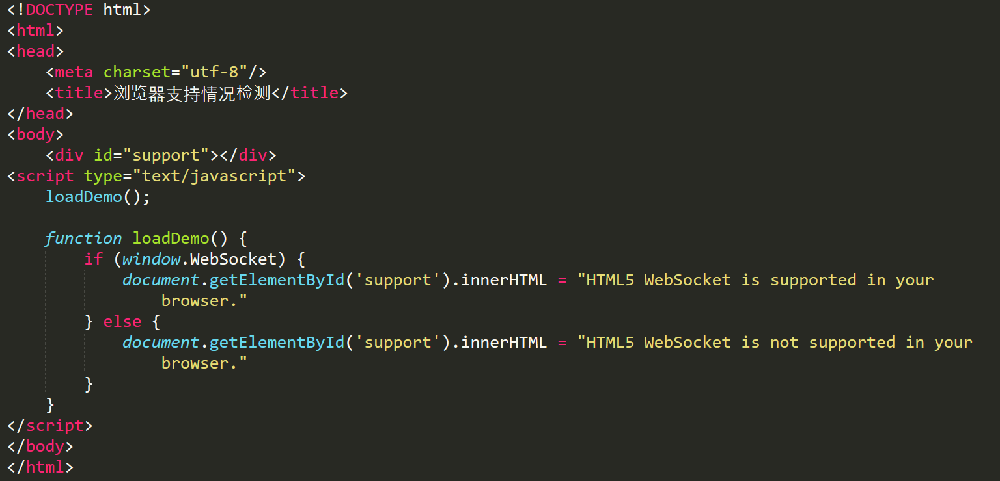 <!DOCTYPE html>
<html>
<head>
    <meta charset="utf-8"/>
    <title>浏览器支持情况检测</title>
</head>
<body>
    <div id="support"></div>
<script type="text/javascript">
    loadDemo();

    function loadDemo() {
        if (window.WebSocket) {
            document.getElementById('support').innerHTML = "HTML5 WebSocket is supported in your
                browser."
        } else {
            document.getElementById('support').innerHTML = "HTML5 WebSocket is not supported in your
                browser."
        }
    }
</script>
</body>
</html>